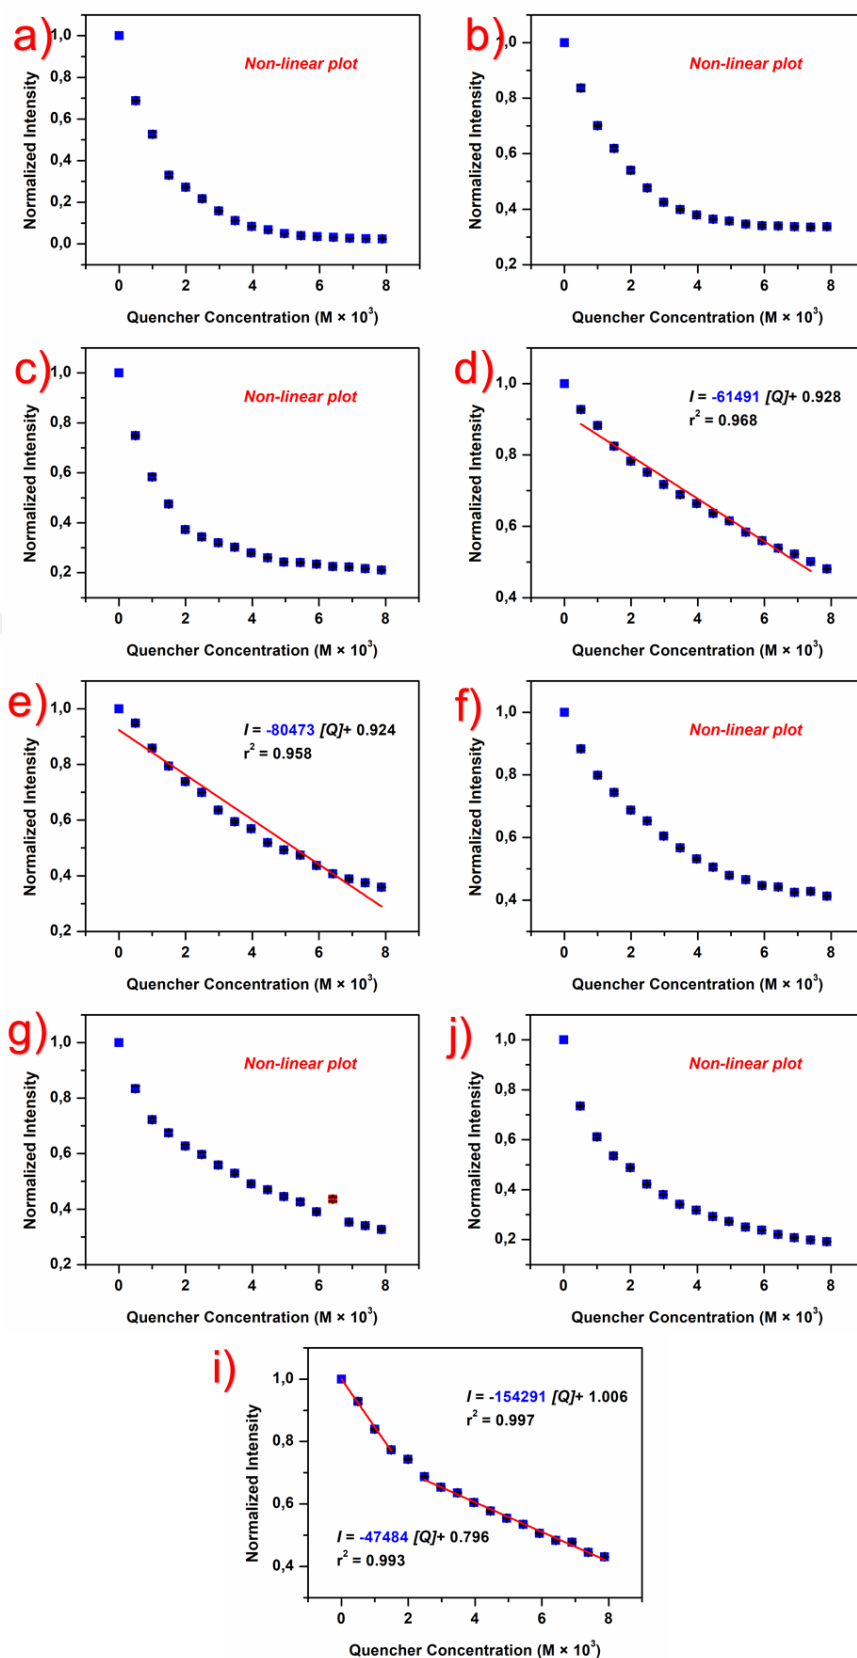 a)
Non-linear plot
Normalized Intensity
1,0
0,8
0,6
0,4
0,2
0,0
0 2 4 6 8
Quencher Concentration (M × 10³)
b)
Non-linear plot
Normalized Intensity
1,0
0,8
0,6
0,4
0,2
0 2 4 6 8
Quencher Concentration (M × 10³)
c)
Non-linear plot
Normalized Intensity
1,0
0,8
0,6
0,4
0,2
0 2 4 6 8
Quencher Concentration (M × 10³)
d)
I = -61491 [Q]+ 0.928
r² = 0.968
Normalized Intensity
1,0
0,8
0,6
0,4
0 2 4 6 8
Quencher Concentration (M × 10³)
e)
I = -80473 [Q]+ 0.924
r² = 0.958
Normalized Intensity
1,0
0,8
0,6
0,4
0,2
0 2 4 6 8
Quencher Concentration (M × 10³)
f)
Non-linear plot
Normalized Intensity
1,0
0,8
0,6
0,4
0 2 4 6 8
Quencher Concentration (M × 10³)
g)
Non-linear plot
Normalized Intensity
1,0
0,8
0,6
0,4
0,2
0 2 4 6 8
Quencher Concentration (M × 10³)
j)
Non-linear plot
Normalized Intensity
1,0
0,8
0,6
0,4
0,2
0 2 4 6 8
Quencher Concentration (M × 10³)
i)
I = -154291 [Q]+ 1.006
r² = 0.997
Normalized Intensity
1,0
0,8
0,6
0,4
I = -47484 [Q]+ 0.796
r² = 0.993
0 2 4 6 8
Quencher Concentration (M × 10³)